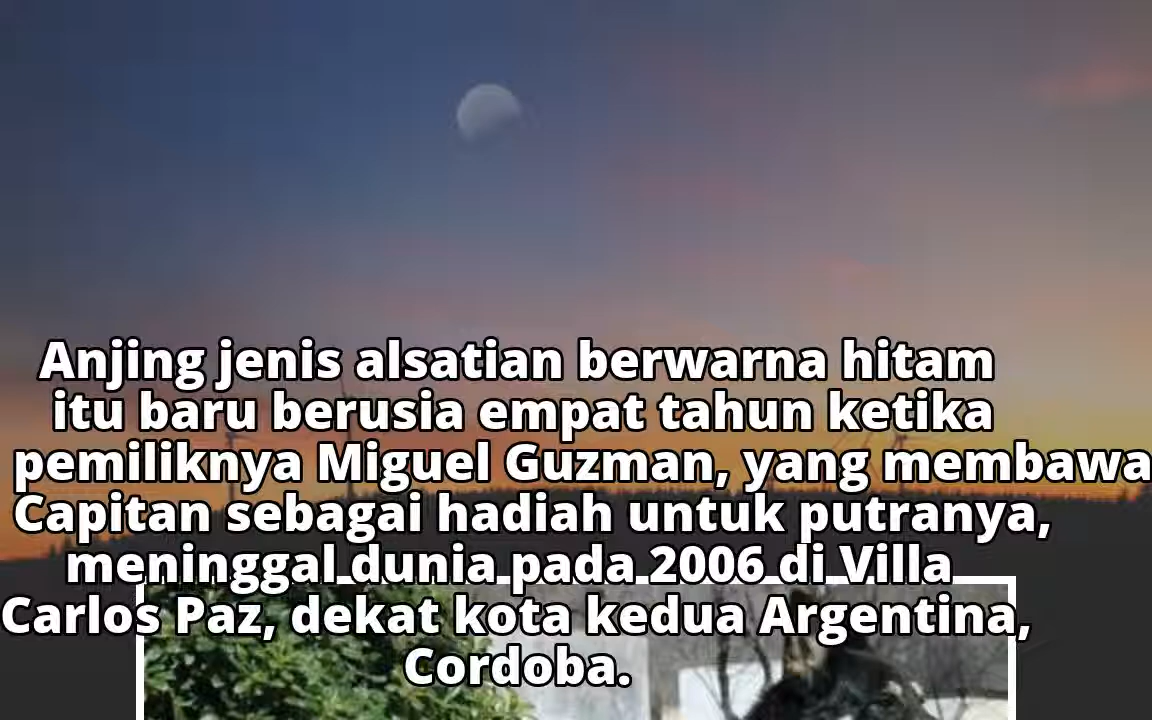 Anjing jenis alsatian berwarna hitam
itu baru berusia empat tahun ketika
pemiliknya Miguel Guzman, yang membawa
Capitan sebagai hadiah untuk putranya,
meninggal dunia pada 2006 di Villa
Carlos Paz, dekat kota kedua Argentina,
Cordoba.